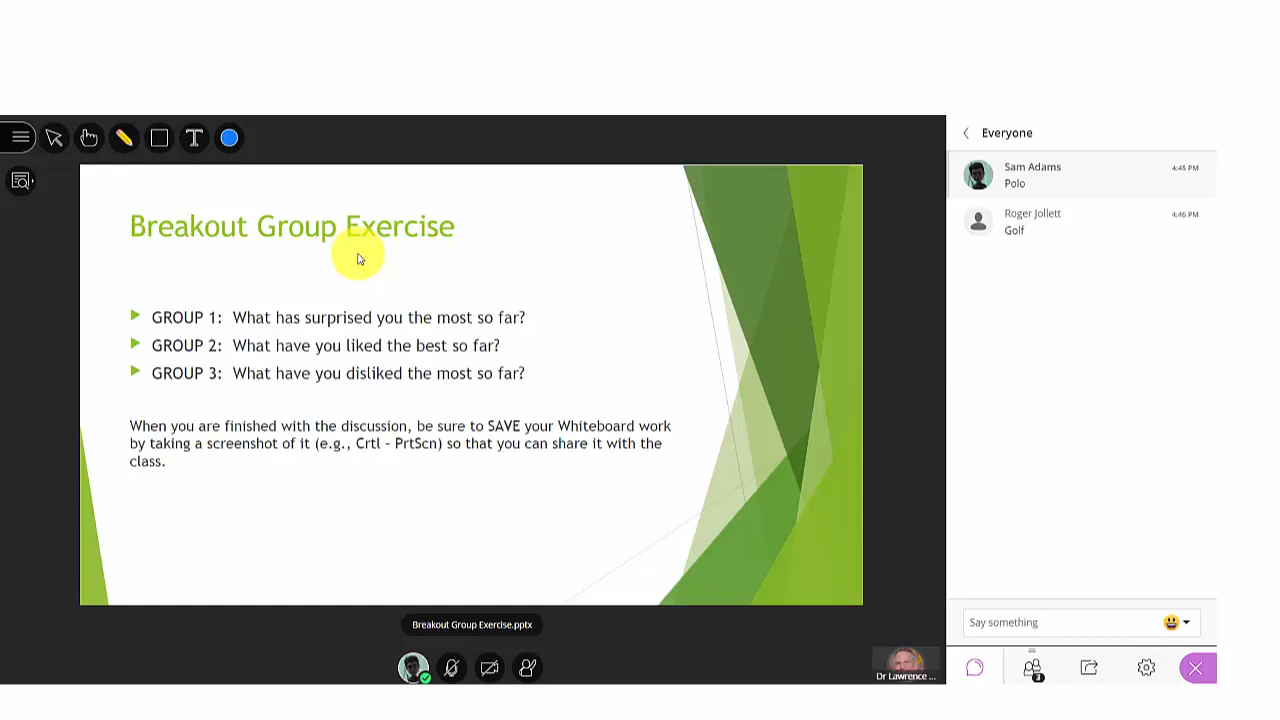 Everyone
Sam Adams
4:45 PM
Polo
Roger Jollett
4:46 PM
Golf
Breakout Group Exercise
GROUP 1: What has surprised you the most so far?
GROUP 2: What have you liked the best so far?
GROUP 3: What have you disliked the most so far?
When you are finished with the discussion, be sure to SAVE your Whiteboard work
by taking a screenshot of it (e.g., Crtl - PrtScn) so that you can share it with the
class.
Breakout Group Exercise.pptx
Say something
Dr Lawrence ...
3
T